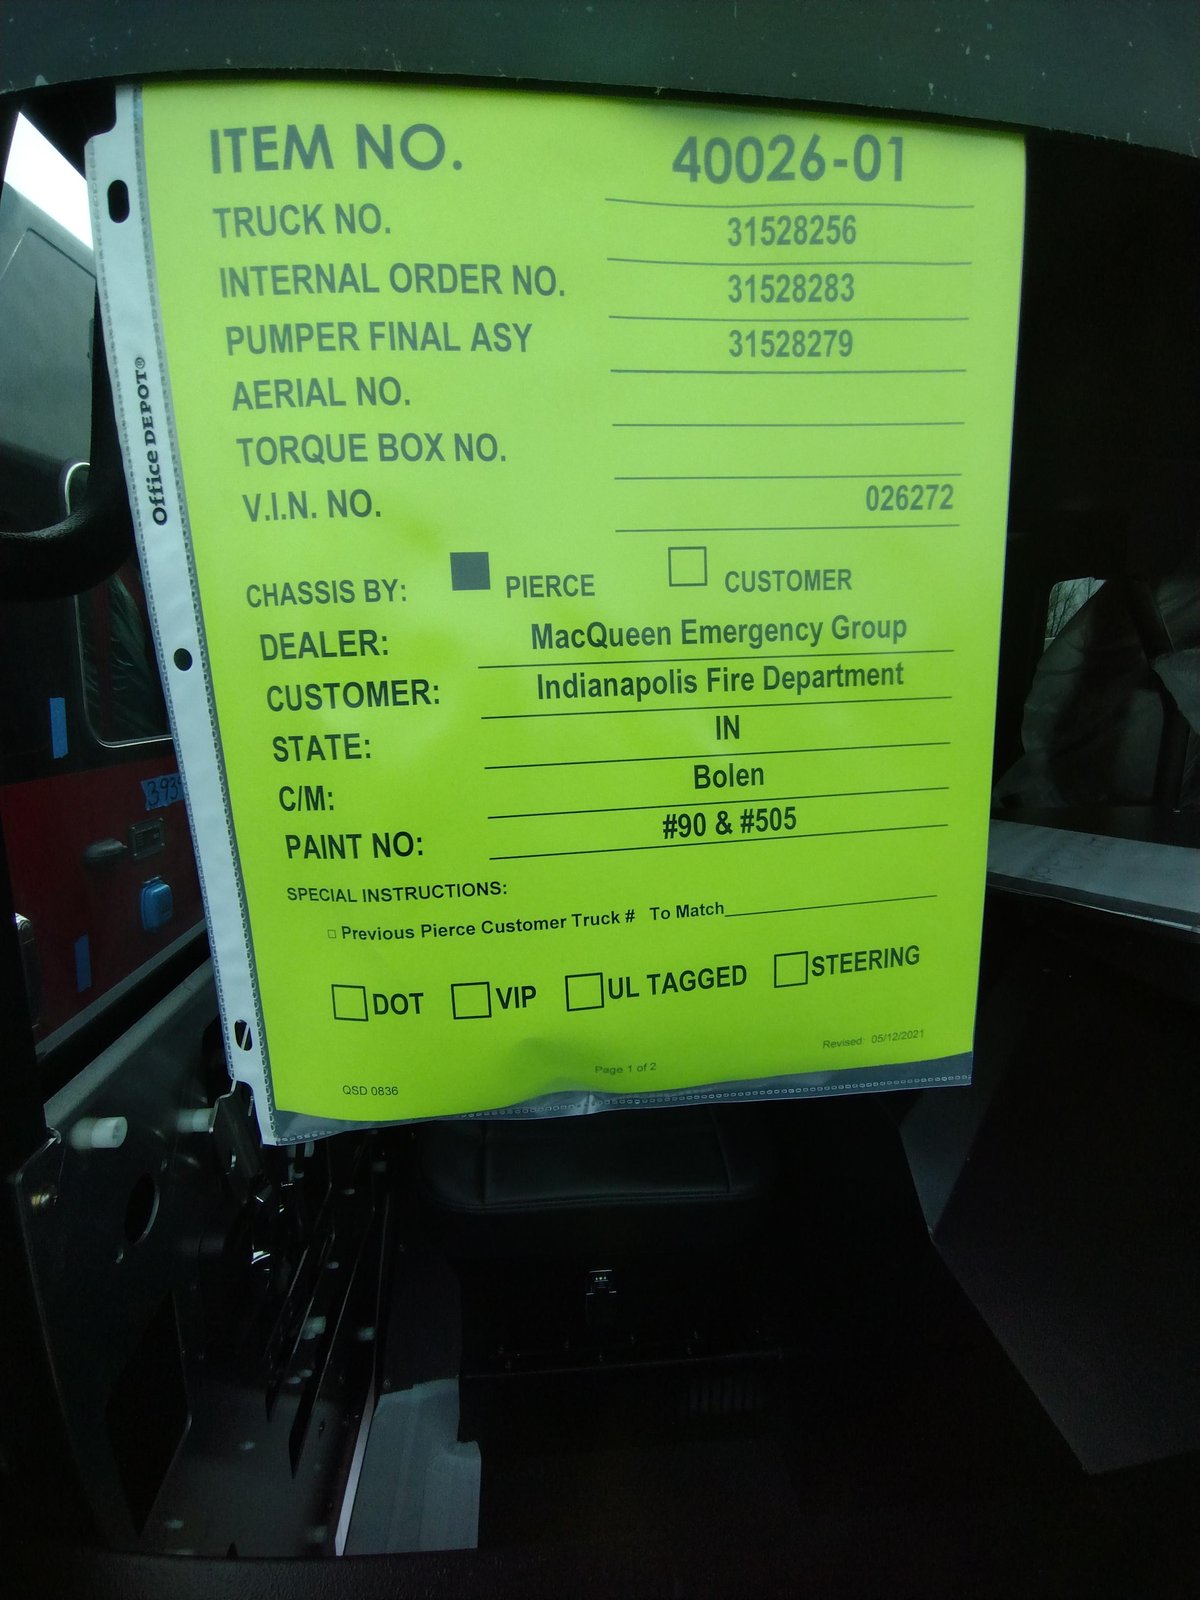 ITEM NO. 40026-01
TRUCK NO. 31528256
INTERNAL ORDER NO. 31528283
PUMPER FINAL ASY 31528279
AERIAL NO.
TORQUE BOX NO.
V.I.N. NO. 026272
CHASSIS BY: PIERCE CUSTOMER
DEALER: MacQueen Emergency Group
CUSTOMER: Indianapolis Fire Department
STATE: IN
C/M: Bolen
PAINT NO: #90 & #505
SPECIAL INSTRUCTIONS:
Previous Pierce Customer Truck # To Match
DOT VIP UL TAGGED STEERING
Revised: 05/12/2021
Page 1 of 2
QSD 0836
Office DEPOT®